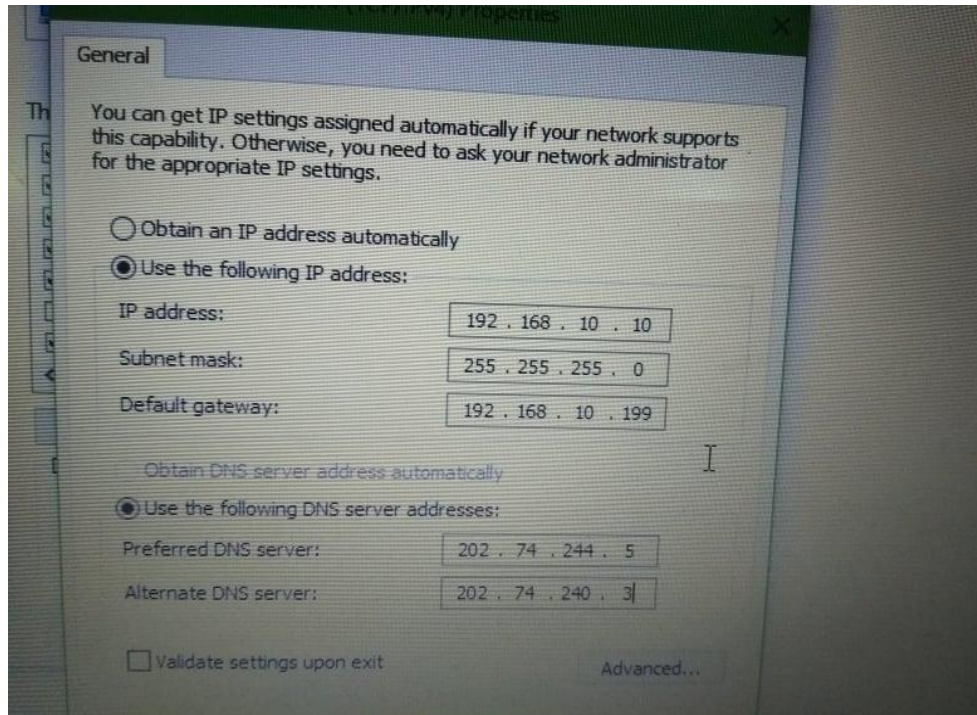 (TCP/IPv4) Properties
General
Th
You can get IP settings assigned automatically if your network supports
this capability. Otherwise, you need to ask your network administrator
for the appropriate IP settings.
Obtain an IP address automatically
Use the following IP address:
IP address: 192 . 168 . 10 . 10
Subnet mask: 255 . 255 . 255 . 0
Default gateway: 192 . 168 . 10 . 199
Obtain DNS server address automatically
Use the following DNS server addresses:
Preferred DNS server: 202 . 74 . 244 . 5
Alternate DNS server: 202 . 74 . 240 . 3
Validate settings upon exit
Advanced...